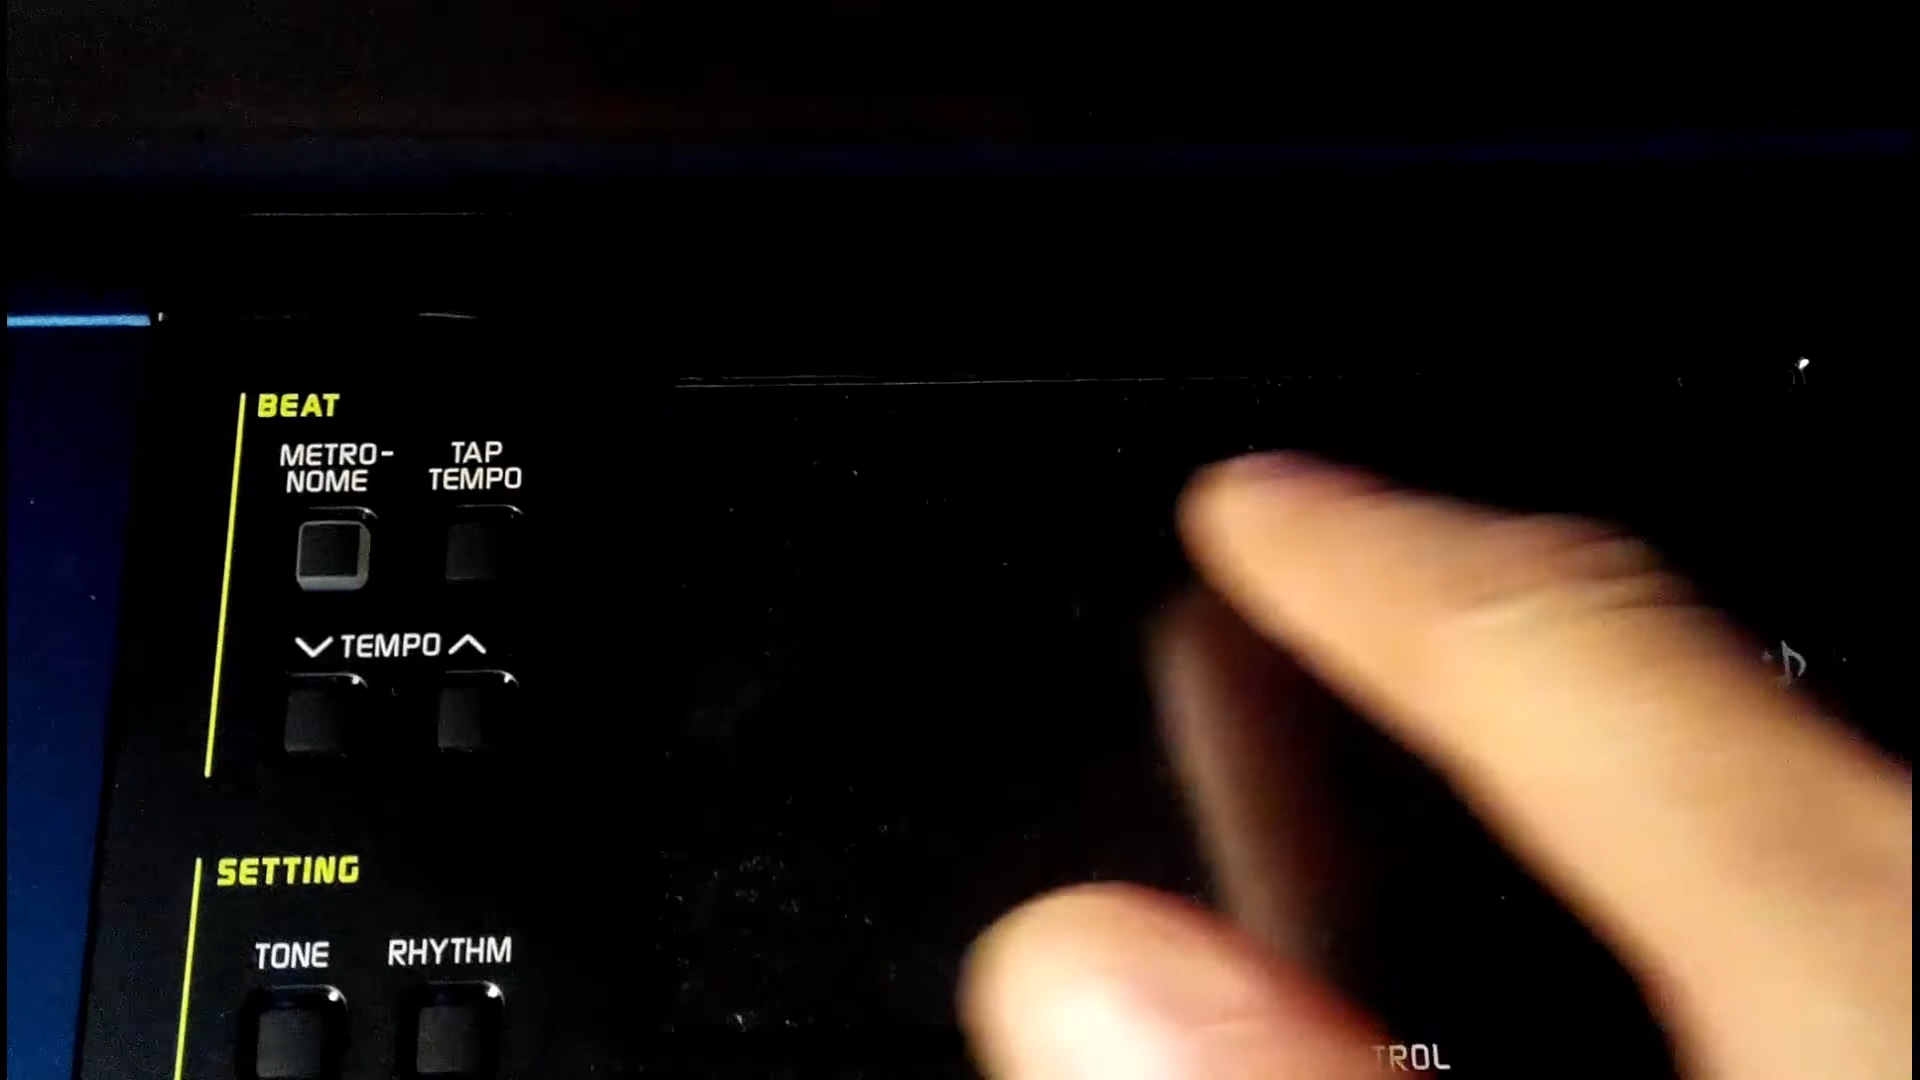 BEAT
METRO-
NOME
TAP
TEMPO
TEMPO
SETTING
TONE
RHYTHM
TROL